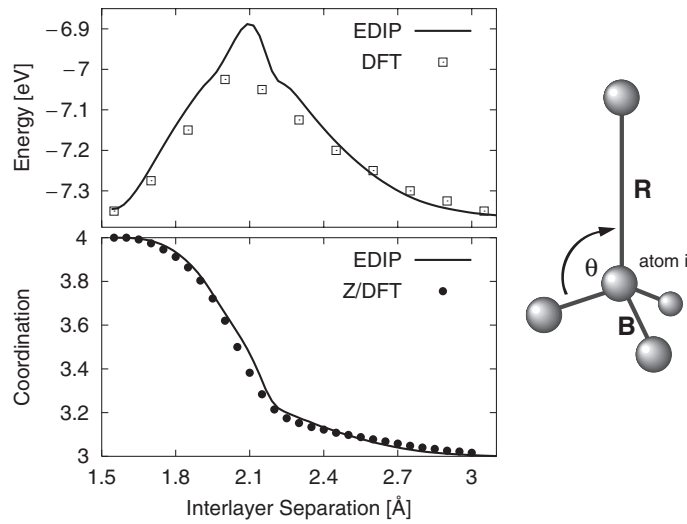 −6.9
−7
−7.1
−7.2
−7.3
Energy [eV]
EDIP
DFT
4
3.8
3.6
3.4
3.2
3
Coordination
EDIP
Z/DFT
1.5 1.8 2.1 2.4 2.7 3
Interlayer Separation [Å]
R
θ
atom i
B